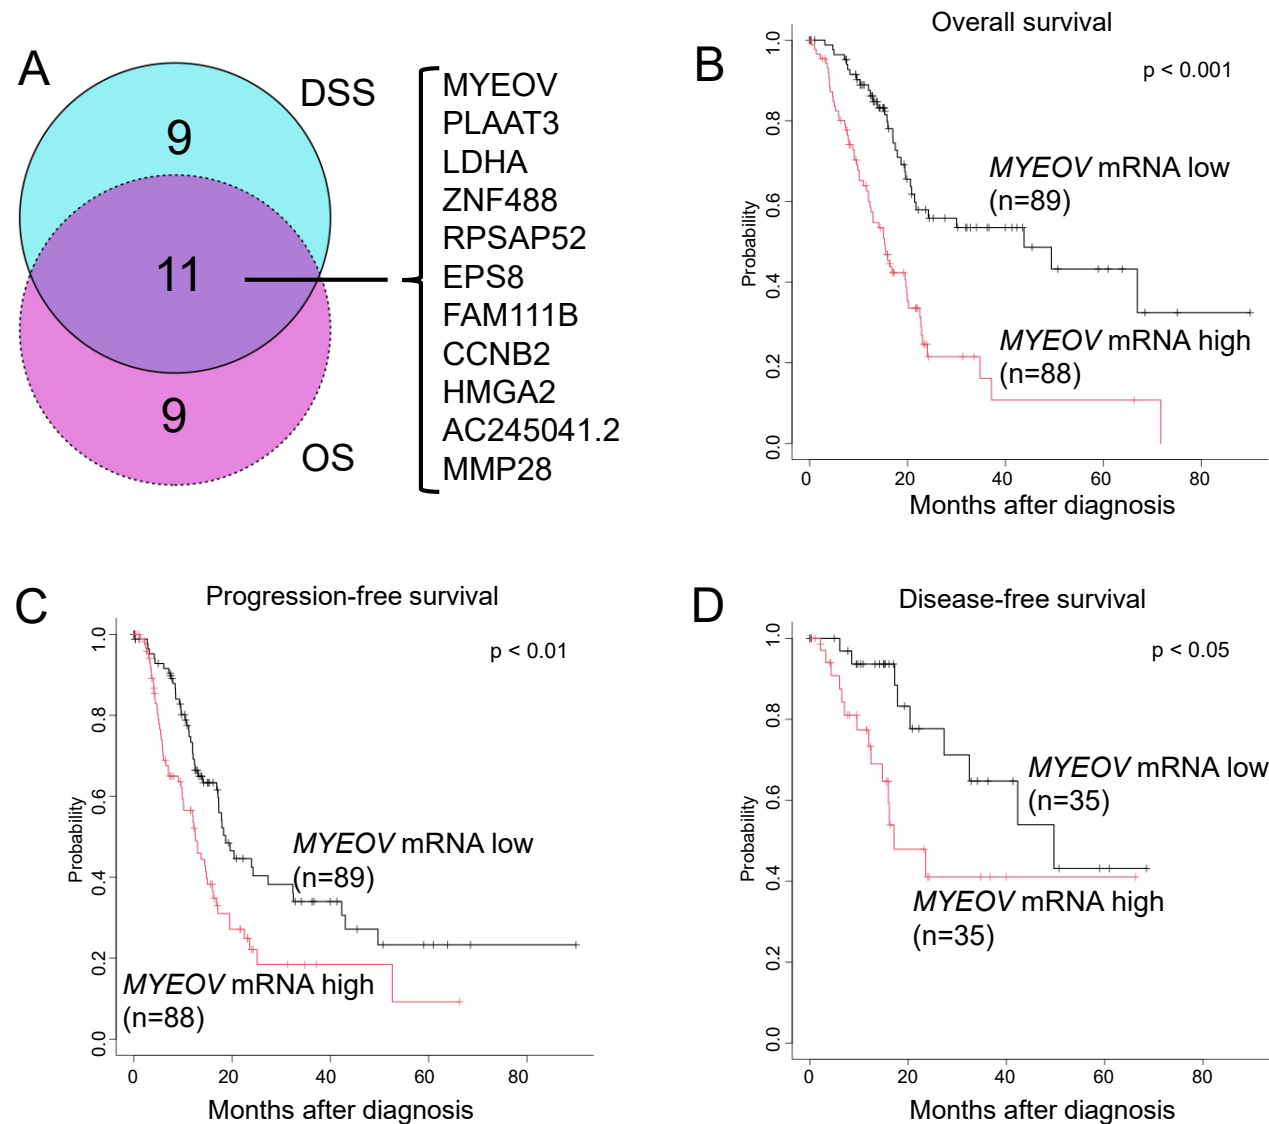 A
DSS
9
11
9
OS
MYEOV
PLAAT3
LDHA
ZNF488
RPSAP52
EPS8
FAM111B
CCNB2
HMGA2
AC245041.2
MMP28
B
Overall survival
p < 0.001
MYEOV mRNA low
(n=89)
MYEOV mRNA high
(n=88)
Probability
1.0
0.8
0.6
0.4
0.2
0.0
0 20 40 60 80
Months after diagnosis
C
Progression-free survival
p < 0.01
MYEOV mRNA low
(n=89)
MYEOV mRNA high
(n=88)
Probability
1.0
0.8
0.6
0.4
0.2
0.0
0 20 40 60 80
Months after diagnosis
D
Disease-free survival
p < 0.05
MYEOV mRNA low
(n=35)
MYEOV mRNA high
(n=35)
Probability
1.0
0.8
0.6
0.4
0.2
0.0
0 20 40 60 80
Months after diagnosis